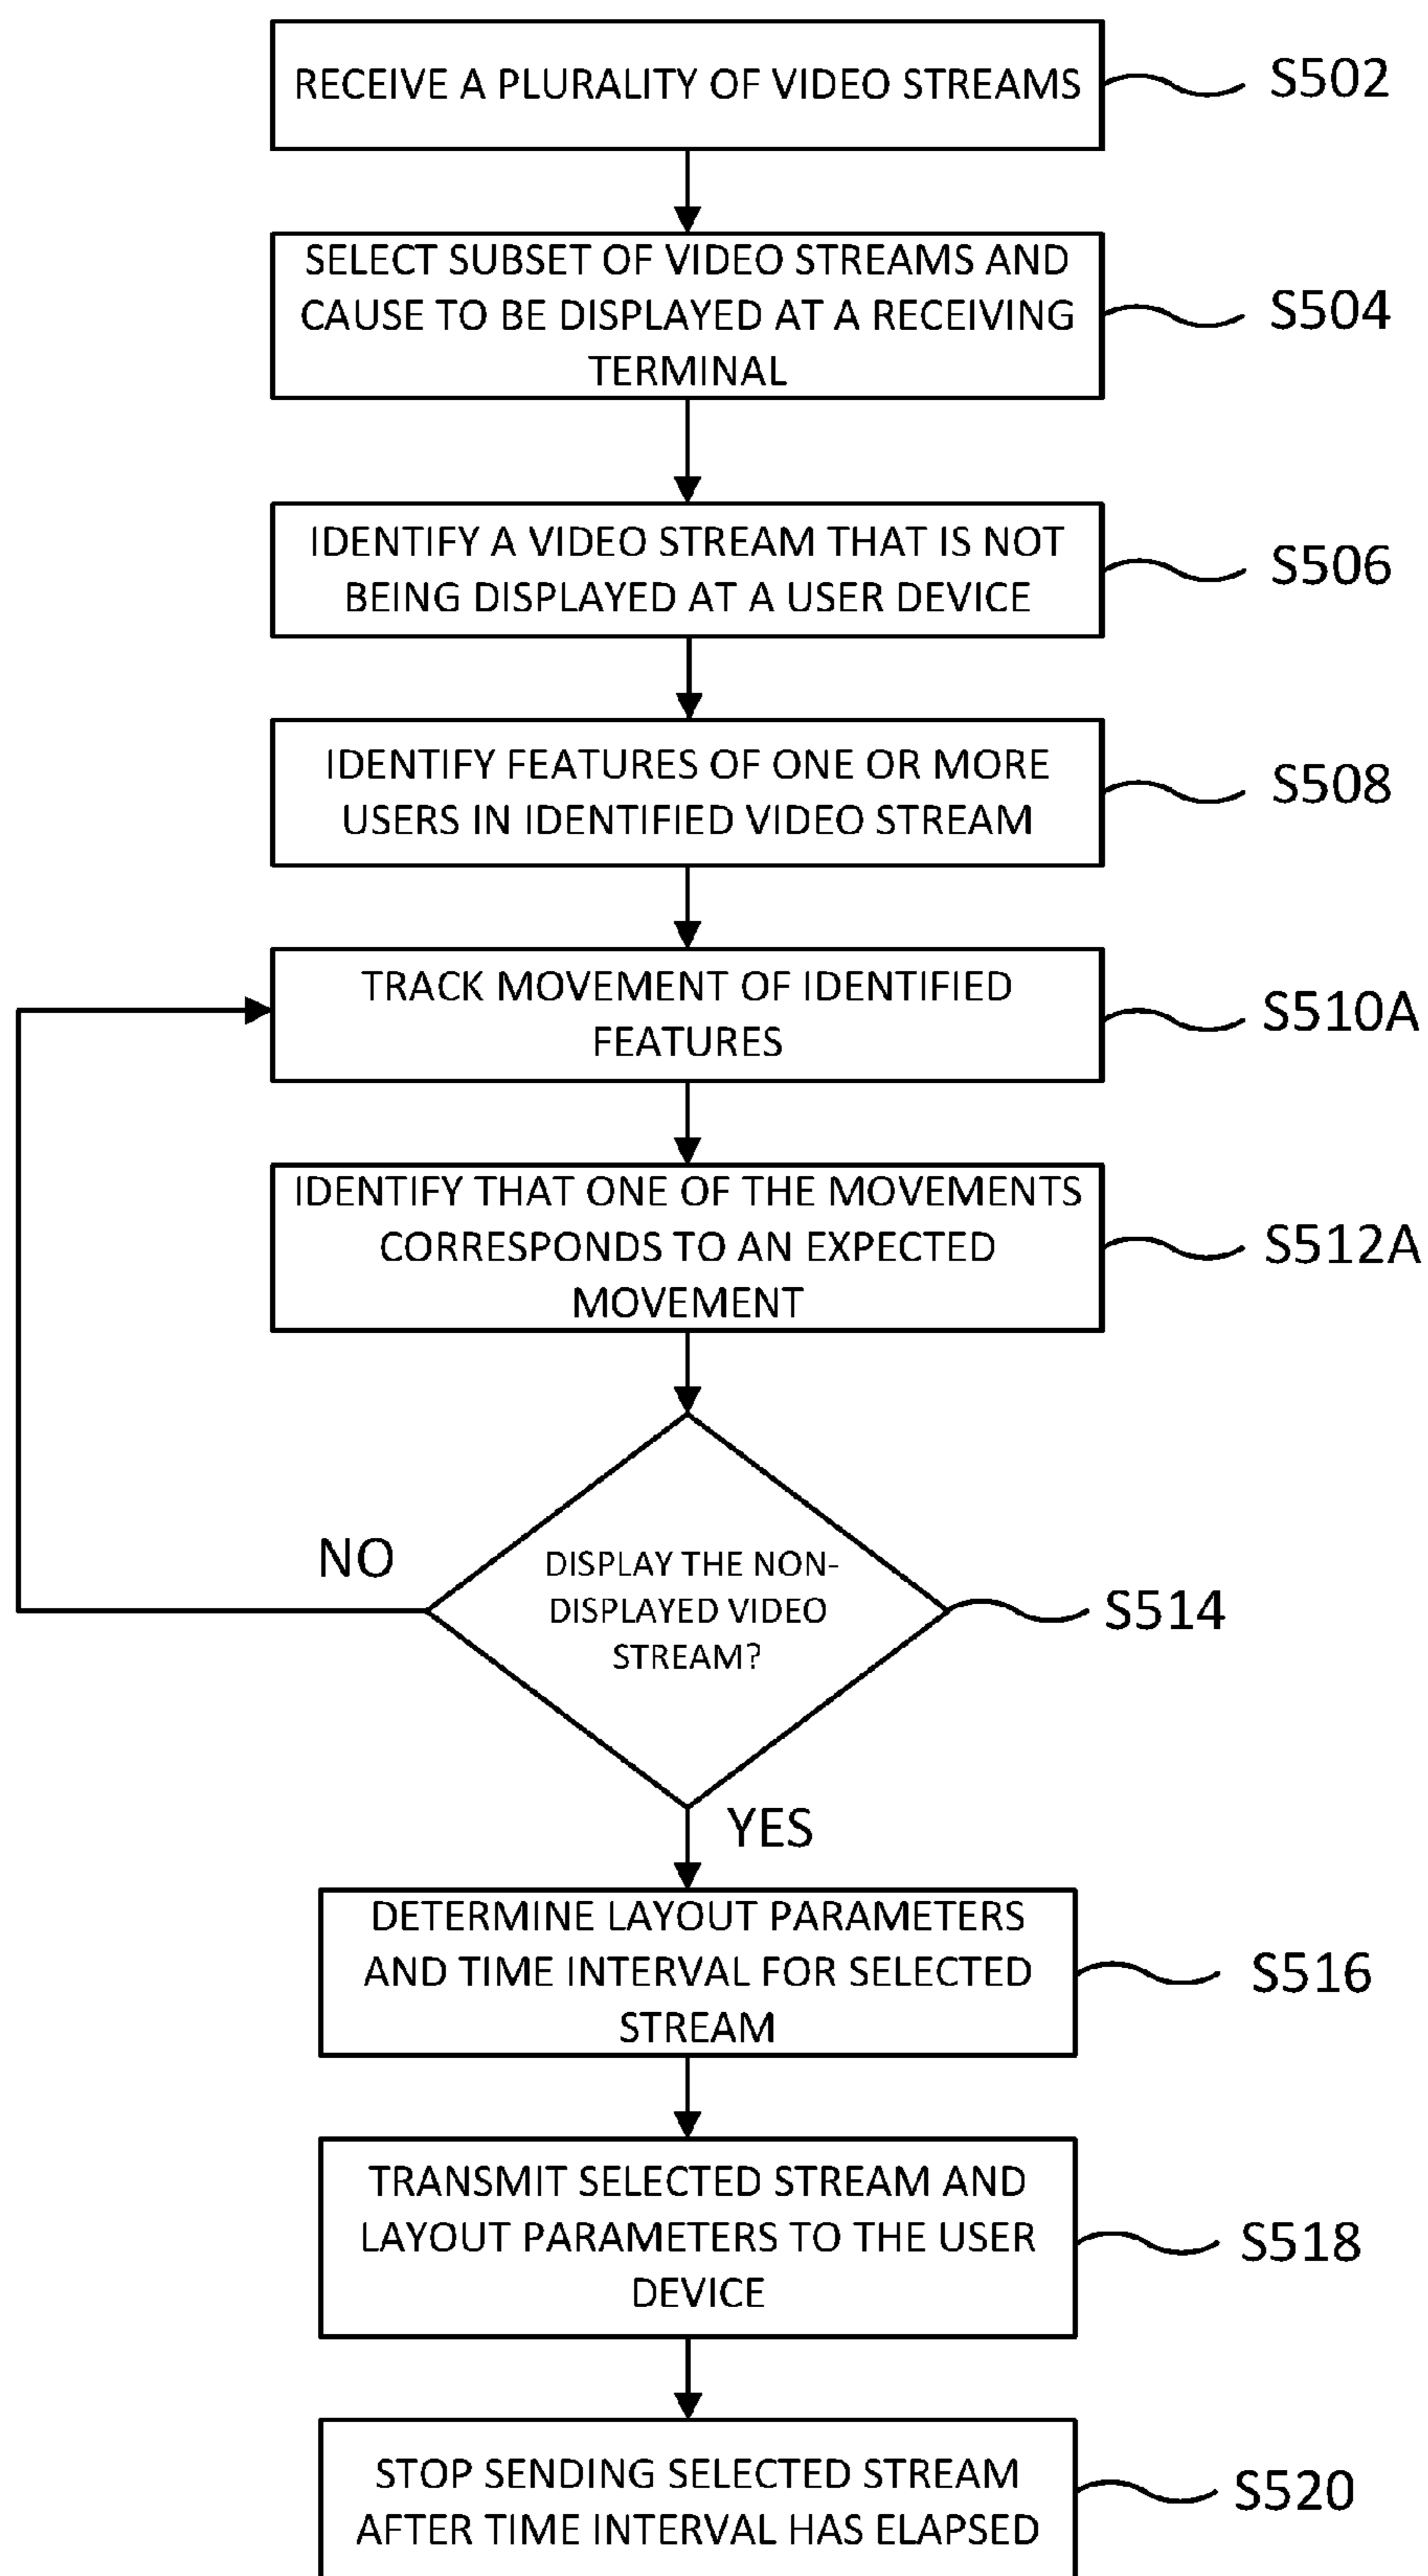 RECEIVE A PLURALITY OF VIDEO STREAMS
S502
SELECT SUBSET OF VIDEO STREAMS AND
CAUSE TO BE DISPLAYED AT A RECEIVING
TERMINAL
S504
IDENTIFY A VIDEO STREAM THAT IS NOT
BEING DISPLAYED AT A USER DEVICE
S506
IDENTIFY FEATURES OF ONE OR MORE
USERS IN IDENTIFIED VIDEO STREAM
S508
TRACK MOVEMENT OF IDENTIFIED
FEATURES
S510A
IDENTIFY THAT ONE OF THE MOVEMENTS
CORRESPONDS TO AN EXPECTED
MOVEMENT
S512A
NO
DISPLAY THE NON-
DISPLAYED VIDEO
STREAM?
S514
YES
DETERMINE LAYOUT PARAMETERS
AND TIME INTERVAL FOR SELECTED
STREAM
S516
TRANSMIT SELECTED STREAM AND
LAYOUT PARAMETERS TO THE USER
DEVICE
S518
STOP SENDING SELECTED STREAM
AFTER TIME INTERVAL HAS ELAPSED
S520